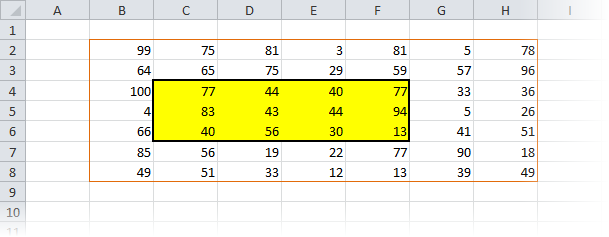 A B C D E F G H I
1
2 99 75 81 3 81 5 78
3 64 65 75 29 59 57 96
4 100 77 44 40 77 33 36
5 4 83 43 44 94 5 26
6 66 40 56 30 13 41 51
7 85 56 19 22 77 90 18
8 49 51 33 12 13 39 49
9
10
11